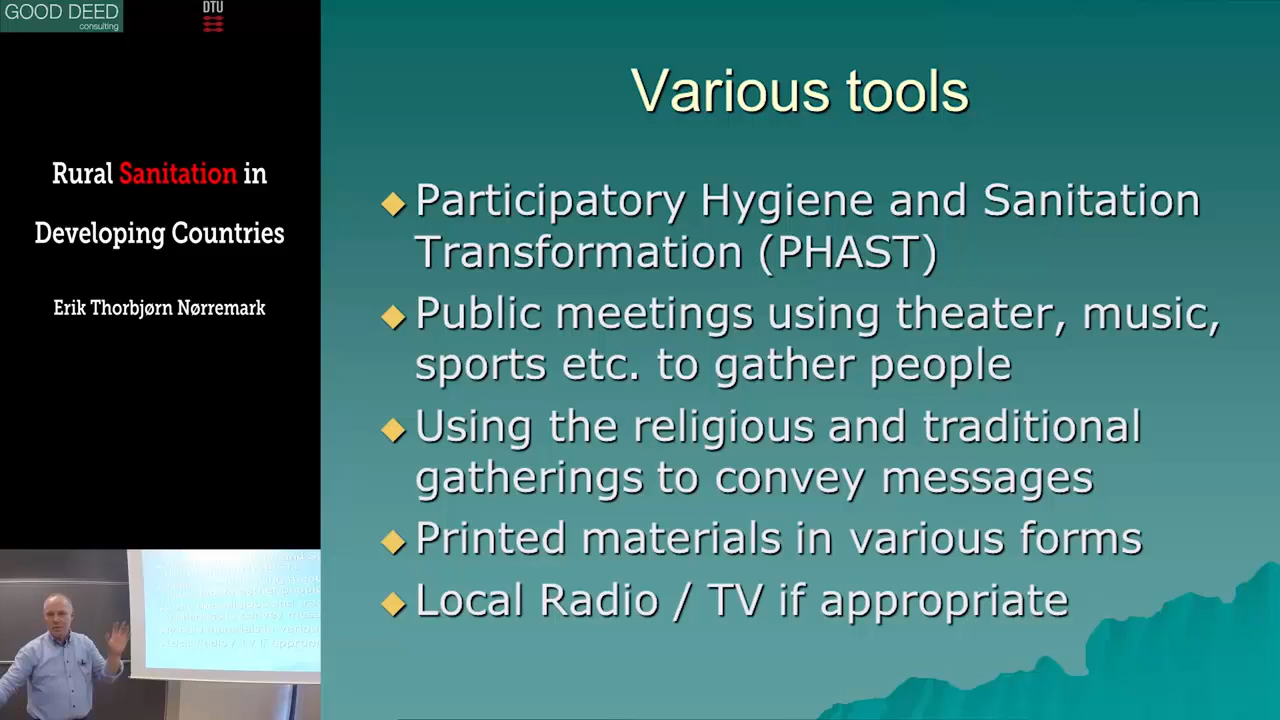 GOOD DEED
consulting
DTU
Rural Sanitation in
Developing Countries
Erik Thorbjørn Nørremark
Various tools
Participatory Hygiene and Sanitation
Transformation (PHAST)
Public meetings using theater, music,
sports etc. to gather people
Using the religious and traditional
gatherings to convey messages
Printed materials in various forms
Local Radio / TV if appropriate